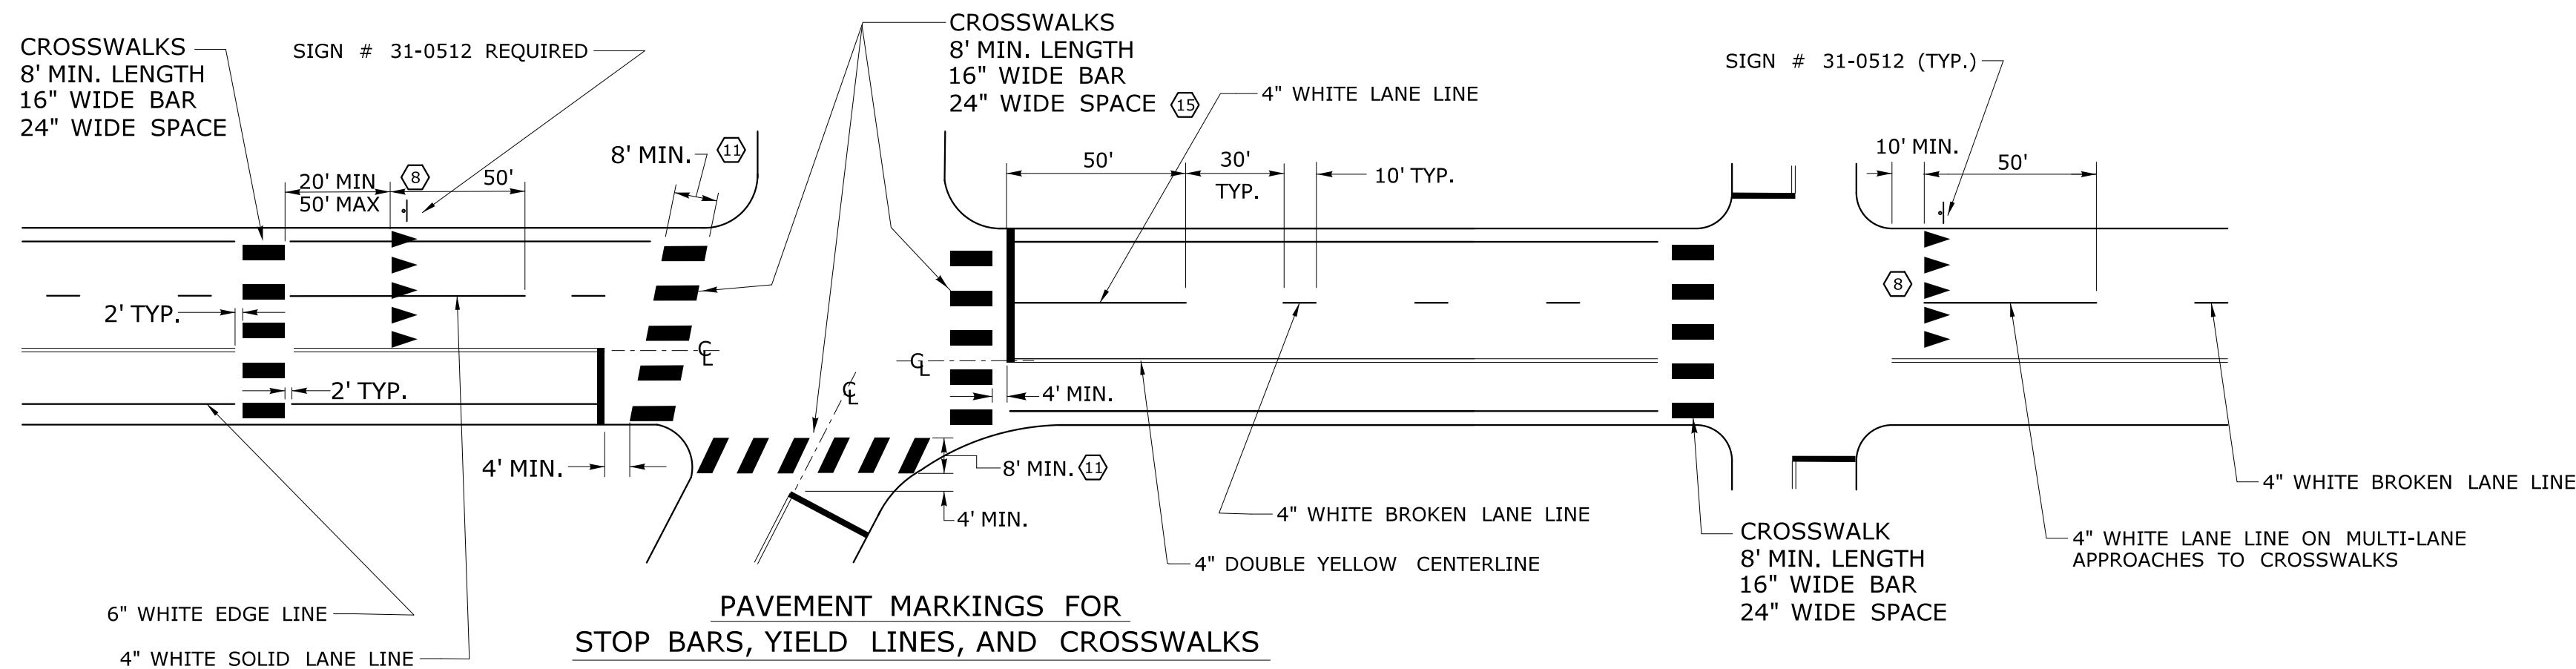 CROSSWALKS
8' MIN. LENGTH
16" WIDE BAR
24" WIDE SPACE
SIGN # 31-0512 REQUIRED
CROSSWALKS
8' MIN. LENGTH
16" WIDE BAR
24" WIDE SPACE 15
4" WHITE LANE LINE
SIGN # 31-0512 (TYP.)
8' MIN. 11
20' MIN
50' MAX
8
50'
50'
30'
TYP.
10' TYP.
10' MIN.
50'
8
2' TYP.
2' TYP.
CL
CL
CL
4' MIN.
4' MIN.
8' MIN. 11
4' MIN.
4" WHITE BROKEN LANE LINE
4" DOUBLE YELLOW CENTERLINE
4" WHITE BROKEN LANE LINE
CROSSWALK
8' MIN. LENGTH
16" WIDE BAR
24" WIDE SPACE
4" WHITE LANE LINE ON MULTI-LANE
APPROACHES TO CROSSWALKS
6" WHITE EDGE LINE
4" WHITE SOLID LANE LINE
PAVEMENT MARKINGS FOR
STOP BARS, YIELD LINES, AND CROSSWALKS